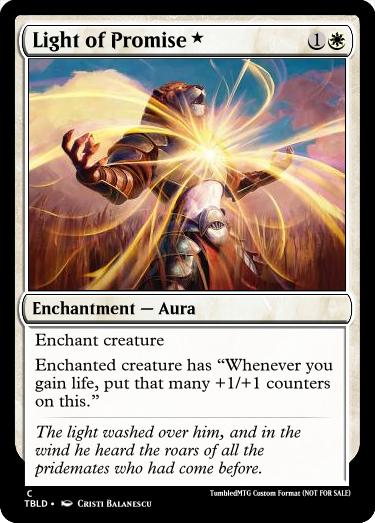 Light of Promise ★ 1
Enchantment — Aura
Enchant creature
Enchanted creature has “Whenever you
gain life, put that many +1/+1 counters
on this.”
The light washed over him, and in the
wind he heard the roars of all the
pridemates who had come before.
C
TBLD • Cristi Balanescu
TumbledMTG Custom Format (NOT FOR SALE)